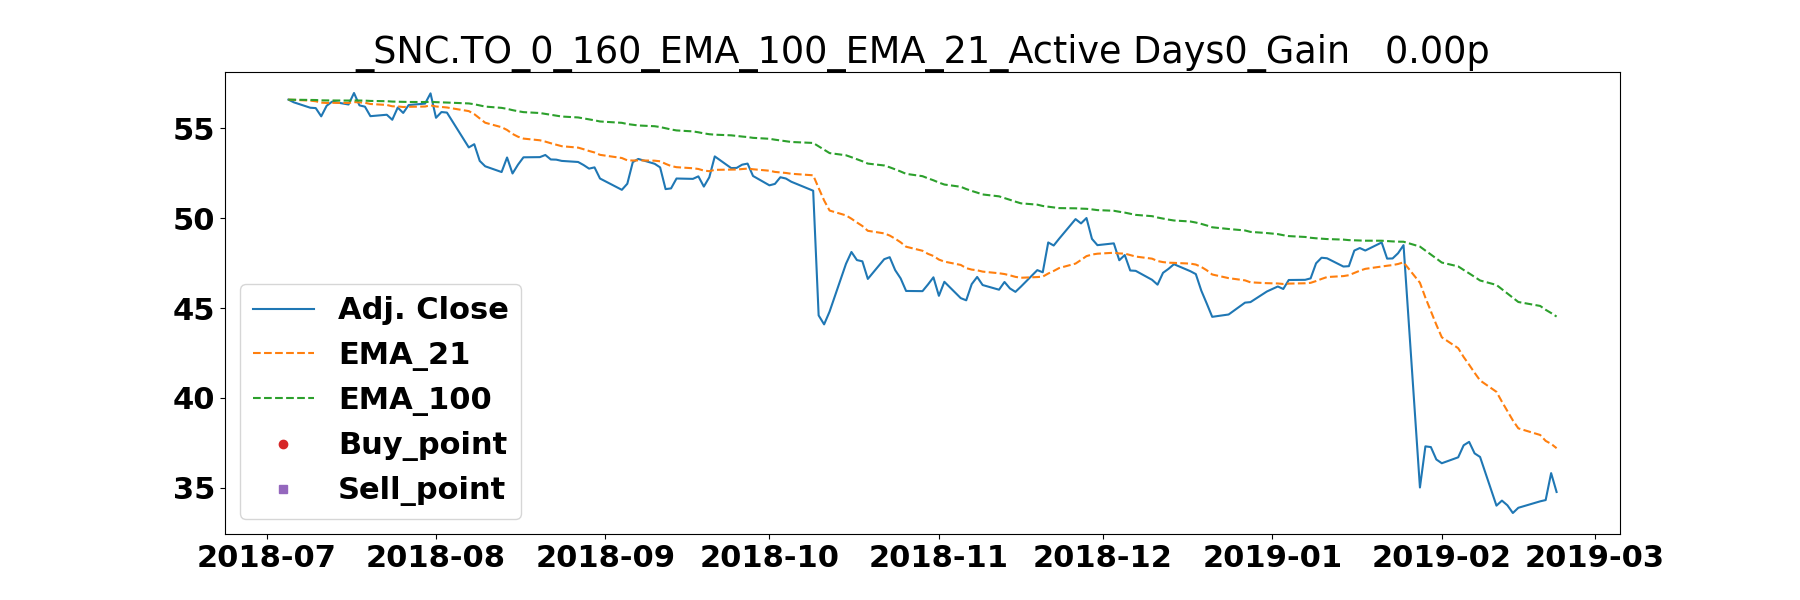 _SNC.TO_0_160_EMA_100_EMA_21_Active Days0_Gain   0.00p
55
50
45
40
35
Adj. Close
EMA_21
EMA_100
Buy_point
Sell_point
2018-07 2018-08 2018-09 2018-10 2018-11 2018-12 2019-01 2019-02 2019-03